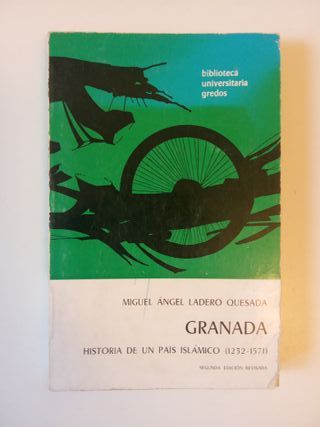 biblioteca
universitaria
gredos
MIGUEL ÁNGEL LADERO QUESADA
GRANADA
HISTORIA DE UN PAÍS ISLÁMICO (1232-1571)
SEGUNDA EDICIÓN REVISADA